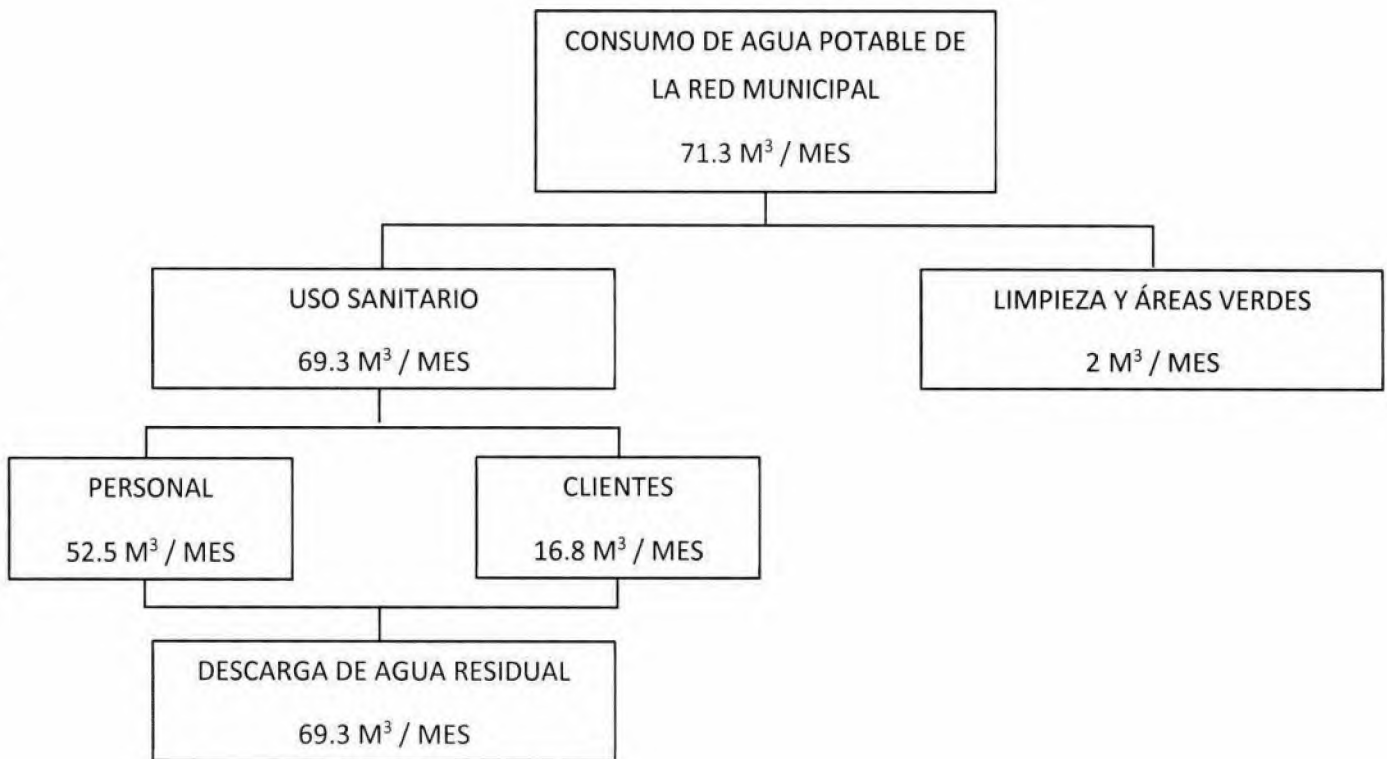 CONSUMO DE AGUA POTABLE DE
LA RED MUNICIPAL
71.3 M³ / MES
USO SANITARIO
69.3 M³ / MES
LIMPIEZA Y ÁREAS VERDES
2 M³ / MES
PERSONAL
52.5 M³ / MES
CLIENTES
16.8 M³ / MES
DESCARGA DE AGUA RESIDUAL
69.3 M³ / MES